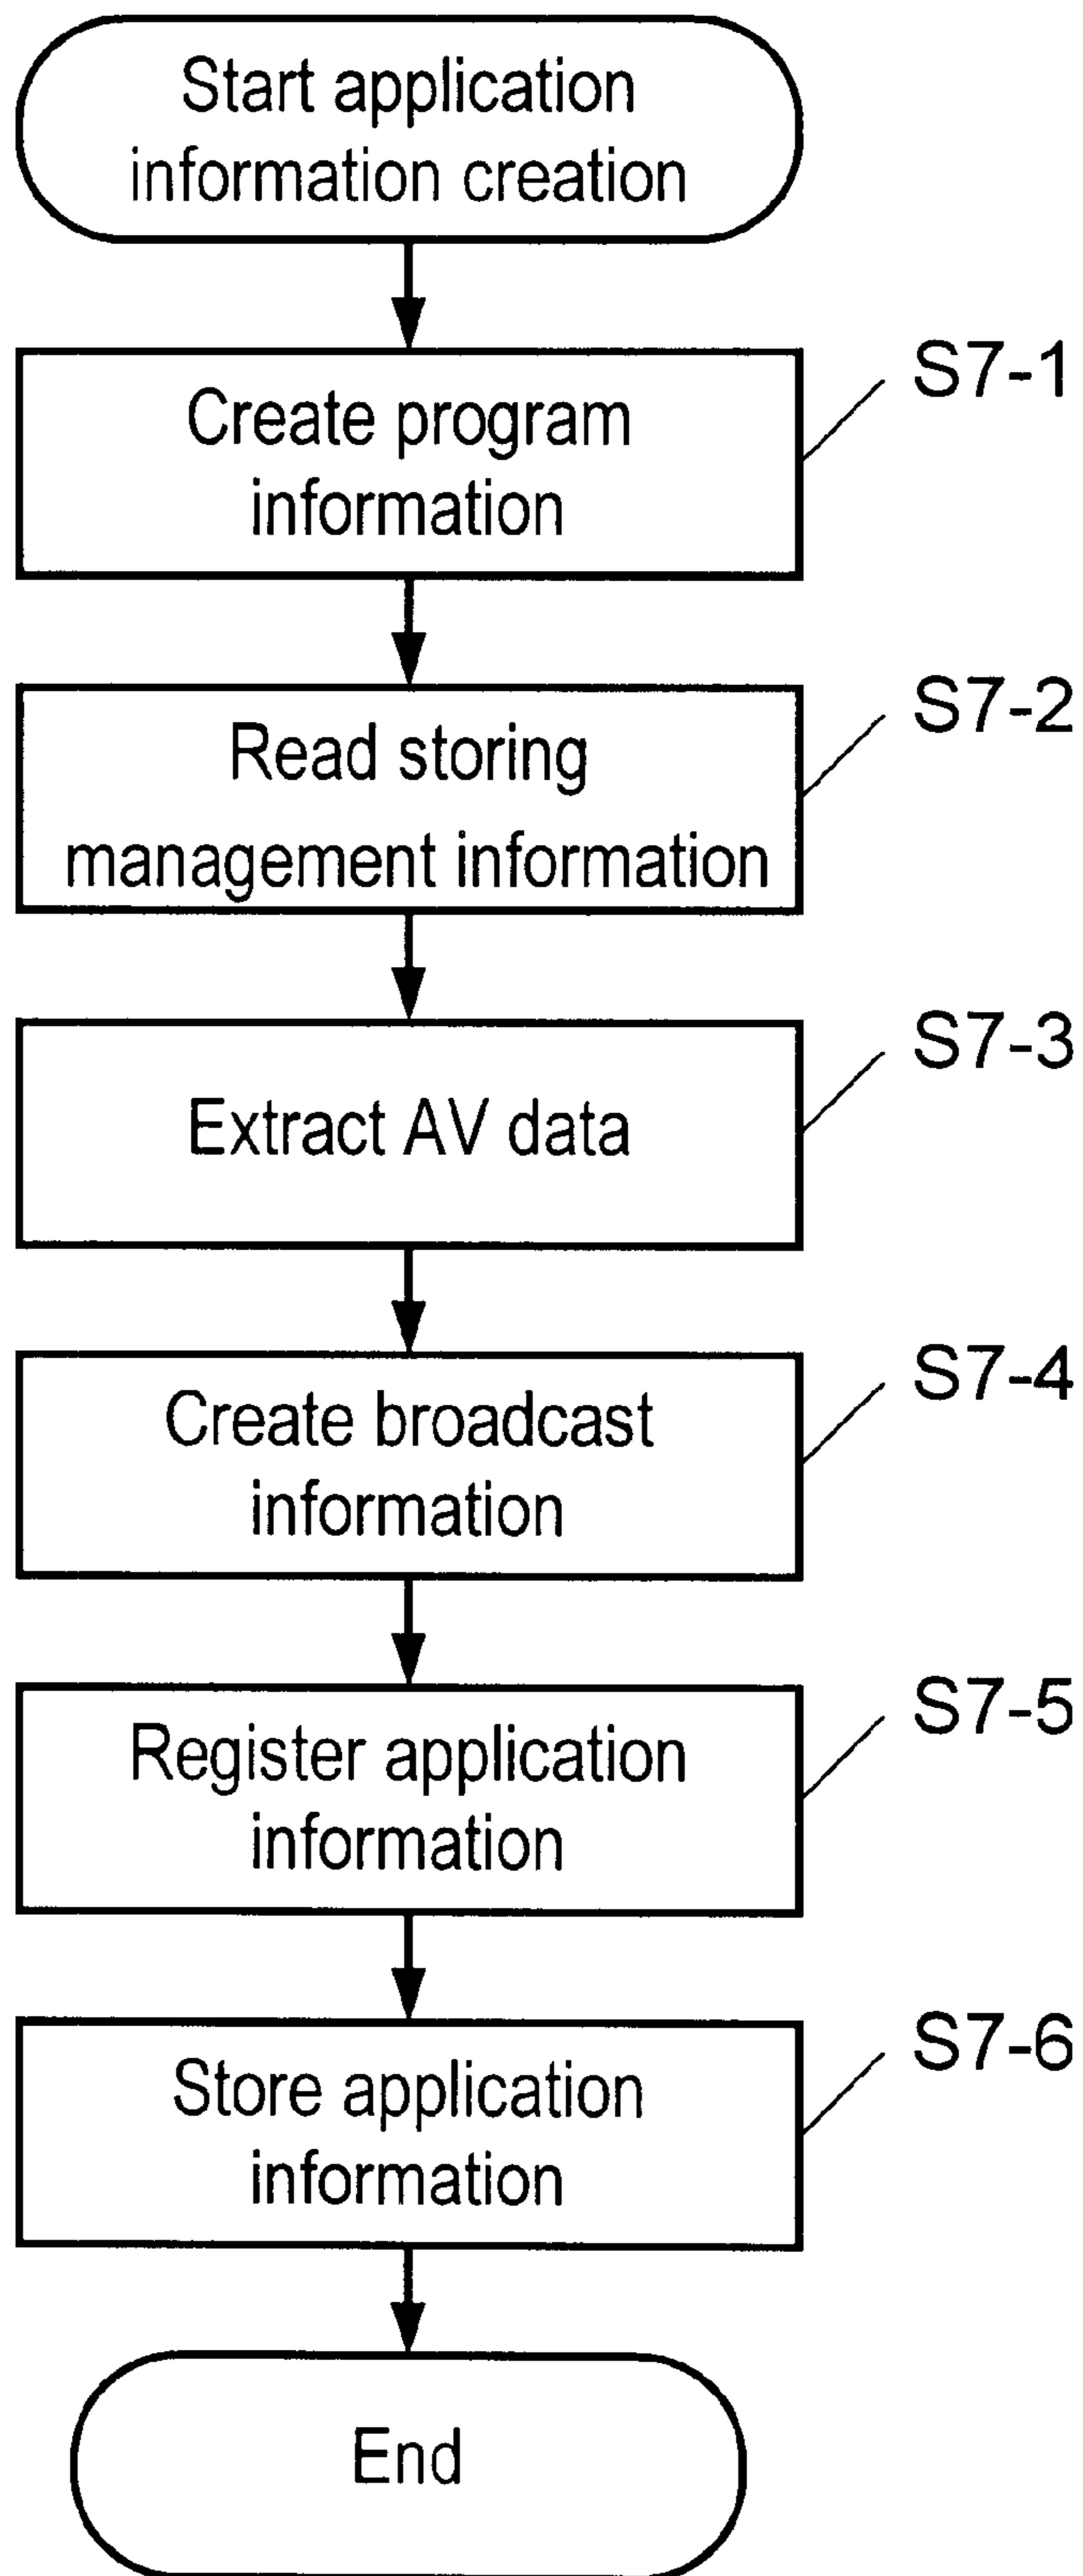 Start application
information creation
S7-1
Create program
information
S7-2
Read storing
management information
S7-3
Extract AV data
S7-4
Create broadcast
information
S7-5
Register application
information
S7-6
Store application
information
End